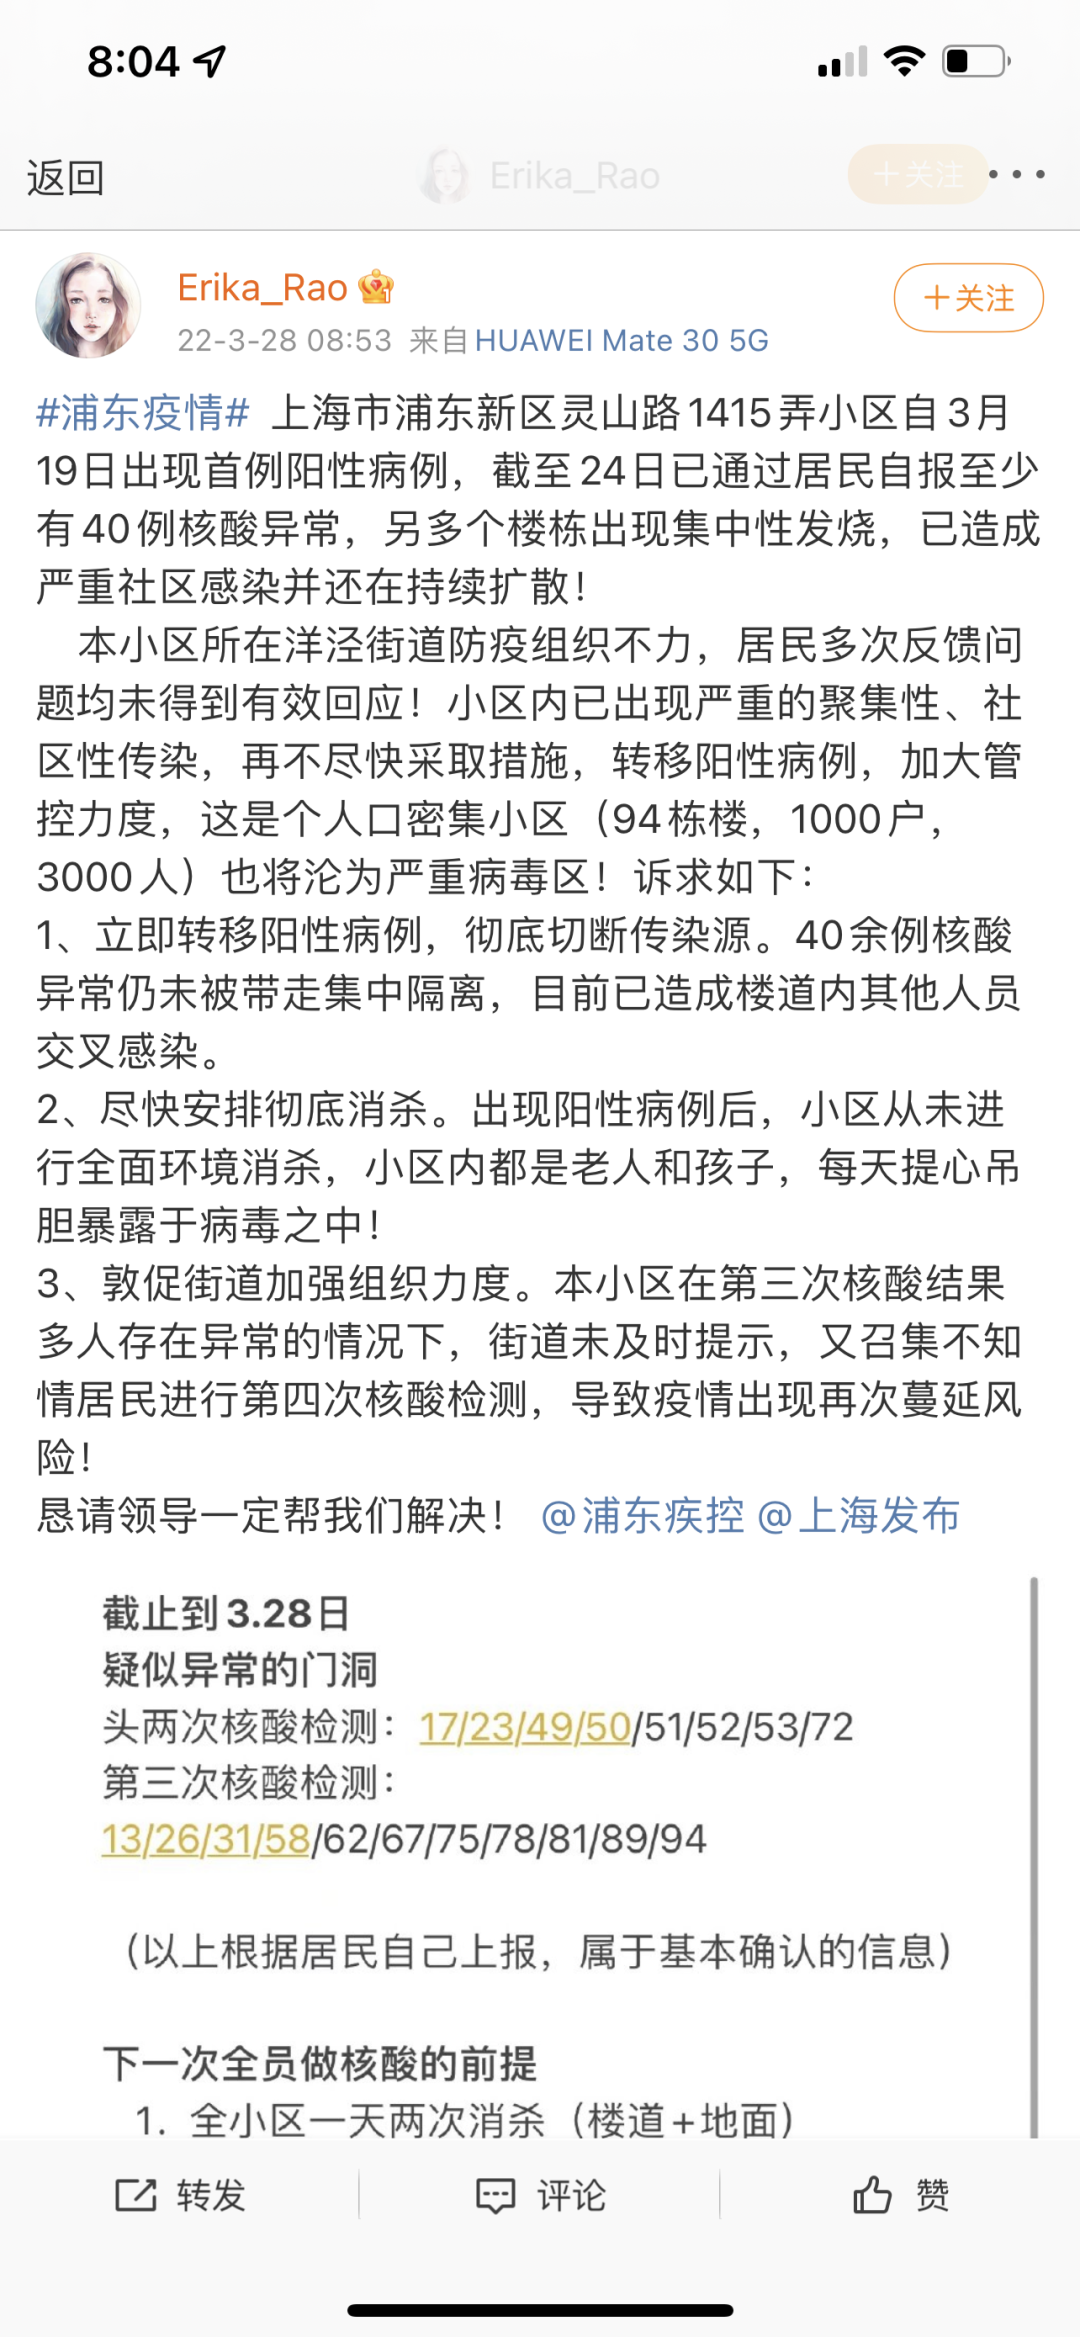 8:04
返回
Erika_Rao
+关注
Erika_Rao
22-3-28 08:53 来自 HUAWEI Mate 30 5G
+关注
#浦东疫情# 上海市浦东新区灵山路1415弄小区自3月
19日出现首例阳性病例，截至24日已通过居民自报至少
有40例核酸异常，另多个楼栋出现集中性发烧，已造成
严重社区感染并还在持续扩散！
本小区所在洋泾街道防疫组织不力，居民多次反馈问
题均未得到有效回应！小区内已出现严重的聚集性、社
区性传染，再不尽快采取措施，转移阳性病例，加大管
控力度，这是个人口密集小区（94栋楼，1000户，
3000人）也将沦为严重病毒区！诉求如下：
1、立即转移阳性病例，彻底切断传染源。40余例核酸
异常仍未被带走集中隔离，目前已造成楼道内其他人员
交叉感染。
2、尽快安排彻底消杀。出现阳性病例后，小区从未进
行全面环境消杀，小区内都是老人和孩子，每天提心吊
胆暴露于病毒之中！
3、敦促街道加强组织力度。本小区在第三次核酸结果
多人存在异常的情况下，街道未及时提示，又召集不知
情居民进行第四次核酸检测，导致疫情出现再次蔓延风
险！
恳请领导一定帮我们解决！ @浦东疾控 @上海发布
截止到3.28日
疑似异常的门洞
头两次核酸检测：17/23/49/50/51/52/53/72
第三次核酸检测：
13/26/31/58/62/67/75/78/81/89/94
（以上根据居民自己上报，属于基本确认的信息）
下一次全员做核酸的前提
1. 全小区一天两次消杀（楼道+地面）
转发
评论
赞